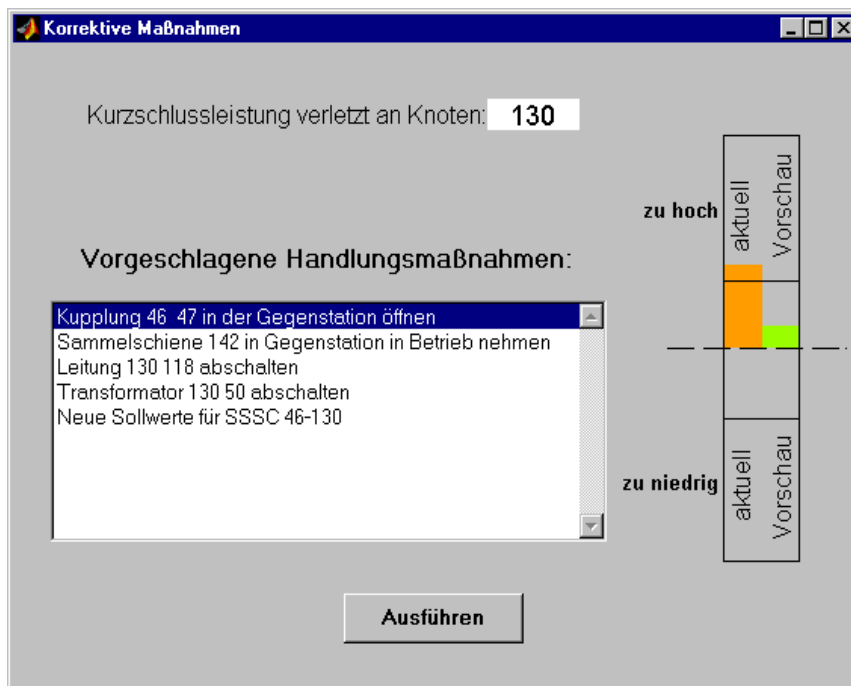 Korrektive Maßnahmen
Kurzschlussleistung verletzt an Knoten: 130
zu hoch
aktuell
Vorschau
Vorgeschlagene Handlungsmaßnahmen:
Kupplung 46  47 in der Gegenstation öffnen
Sammelschiene 142 in Gegenstation in Betrieb nehmen
Leitung 130 118 abschalten
Transformator 130 50 abschalten
Neue Sollwerte für SSSC 46-130
zu niedrig
aktuell
Vorschau
Ausführen